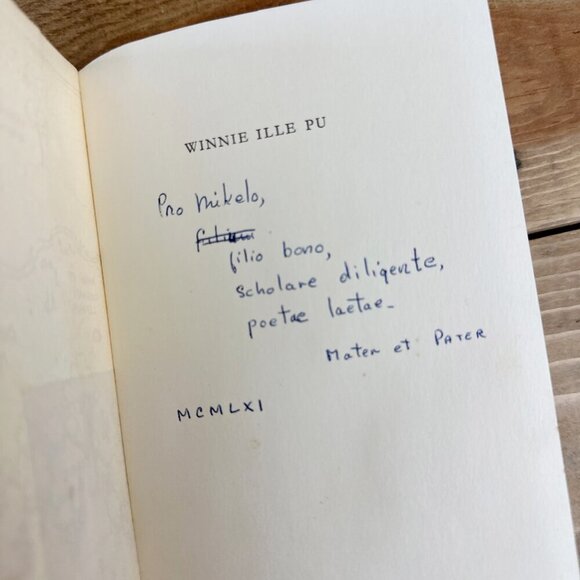 WINNIE ILLE PU
Pro Mikelo,
filio bono,
scholare diligente,
poetae laetae.
Mater et Pater
MCMLXI